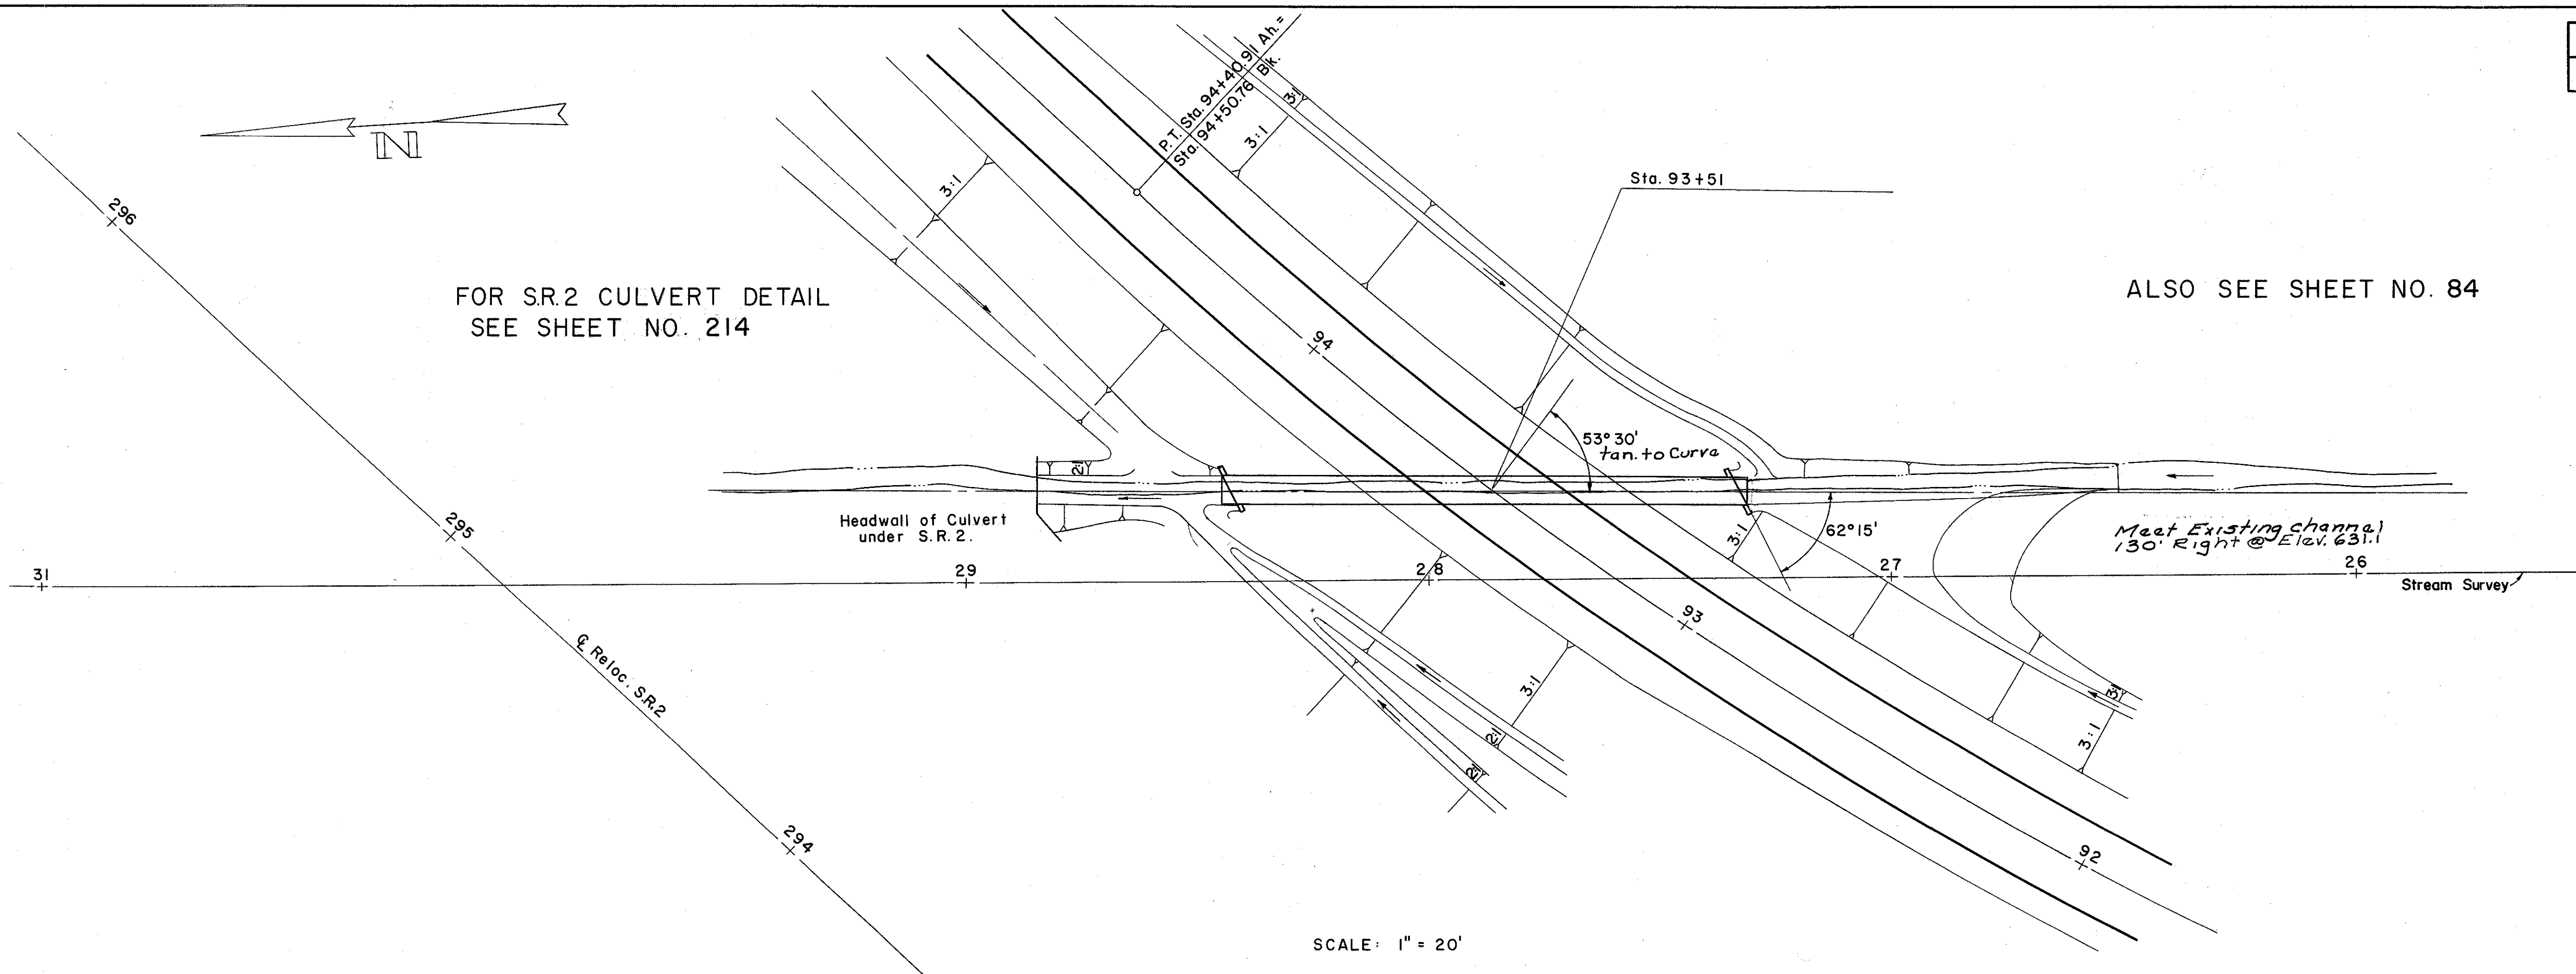 P.T. Sta. 94+40.91 Ah. =
Sta. 94+50.76 Bk.
3:1
3:1
N
3:1
Sta. 93+51
296
FOR S.R.2 CULVERT DETAIL
SEE SHEET NO. 214
ALSO SEE SHEET NO. 84
94
53°30'
tan. to Curve
2:1
295
Headwall of Culvert
under S.R.2.
3:1
62°15'
Meet Existing channel
130' Right @ Elev. 631.1
31
29
28
27
26
Stream Survey
93
℄ Reloc. S.R.2
3:1
3:1
3:1
2:1
2:1
294
92
SCALE: 1" = 20'